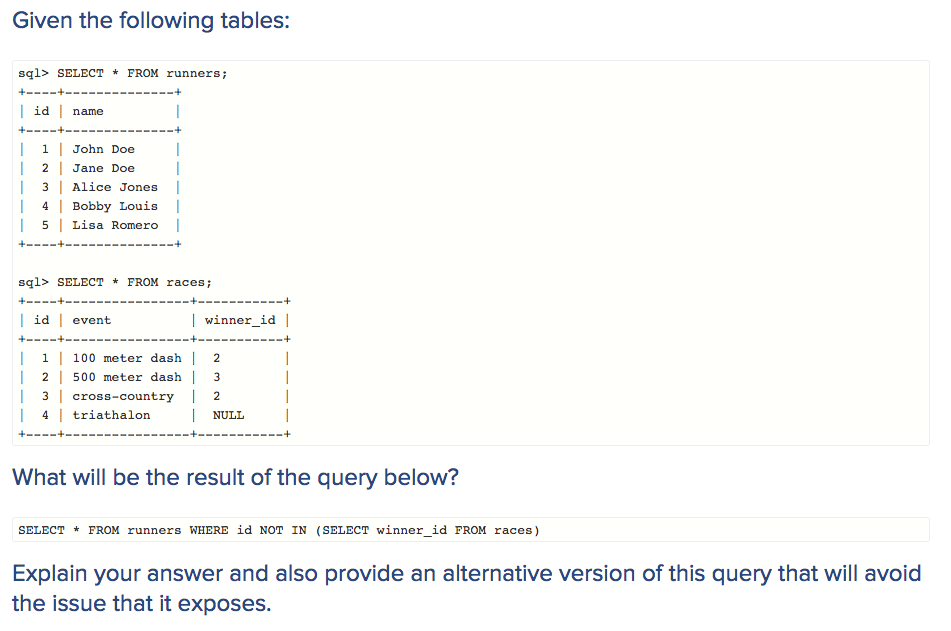 Given the following tables:
sql> SELECT * FROM runners;
+----+--------------+
| id | name         |
+----+--------------+
|  1 | John Doe     |
|  2 | Jane Doe     |
|  3 | Alice Jones  |
|  4 | Bobby Louis  |
|  5 | Lisa Romero  |
+----+--------------+
sql> SELECT * FROM races;
+----+----------------+-----------+
| id | event          | winner_id |
+----+----------------+-----------+
|  1 | 100 meter dash |  2        |
|  2 | 500 meter dash |  3        |
|  3 | cross-country  |  2        |
|  4 | triathalon     |  NULL     |
+----+----------------+-----------+
What will be the result of the query below?
SELECT * FROM runners WHERE id NOT IN (SELECT winner_id FROM races)
Explain your answer and also provide an alternative version of this query that will avoid
the issue that it exposes.